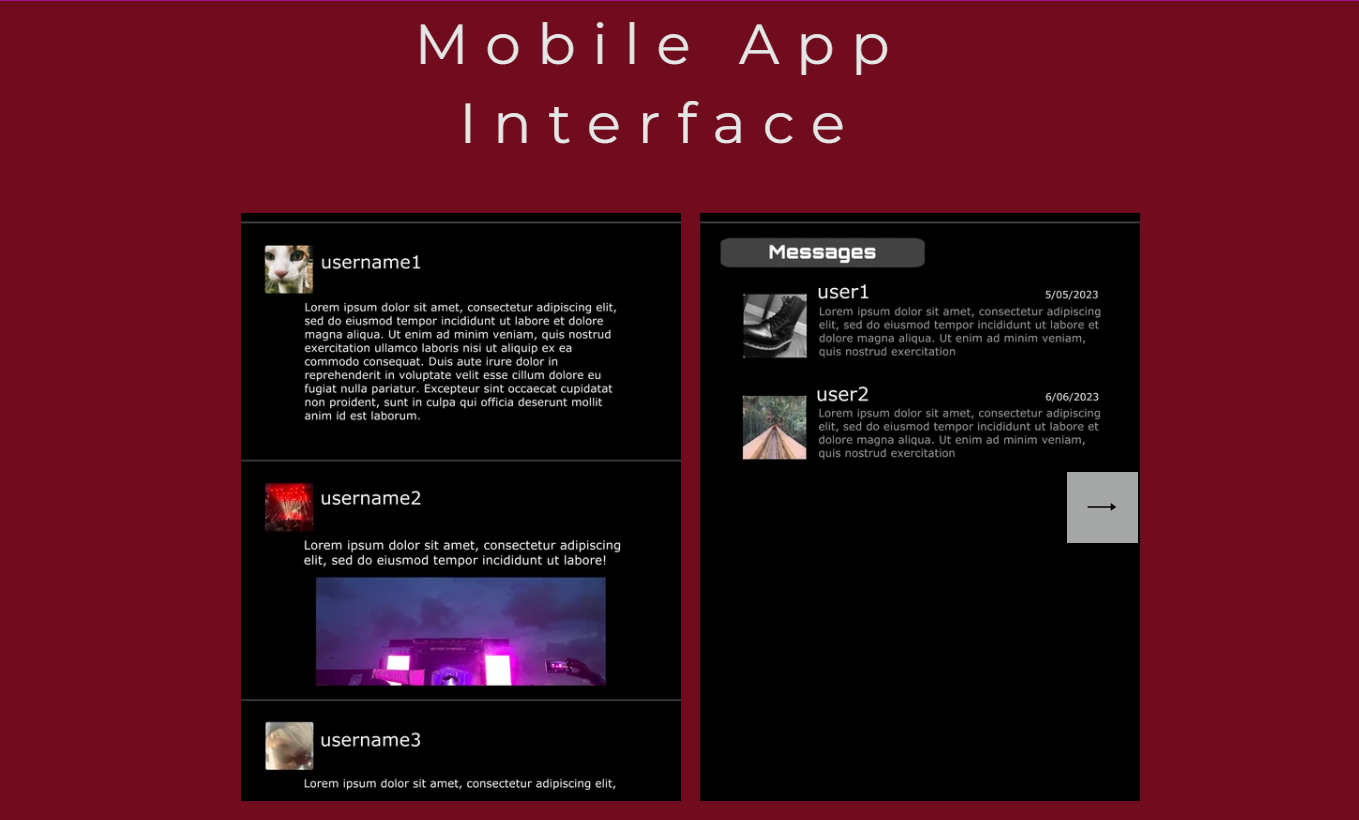 Mobile App
Interface
username1
Lorem ipsum dolor sit amet, consectetur adipiscing elit,
sed do eiusmod tempor incididunt ut labore et dolore
magna aliqua. Ut enim ad minim veniam, quis nostrud
exercitation ullamco laboris nisi ut aliquip ex ea
commodo consequat. Duis aute irure dolor in
reprehenderit in voluptate velit esse cillum dolore eu
fugiat nulla pariatur. Excepteur sint occaecat cupidatat
non proident, sunt in culpa qui officia deserunt mollit
anim id est laborum.
username2
Lorem ipsum dolor sit amet, consectetur adipiscing
elit, sed do eiusmod tempor incididunt ut labore!
username3
Lorem ipsum dolor sit amet, consectetur adipiscing elit,
Messages
user1
5/05/2023
Lorem ipsum dolor sit amet, consectetur adipiscing
elit, sed do eiusmod tempor incididunt ut labore et
dolore magna aliqua. Ut enim ad minim veniam,
quis nostrud exercitation
user2
6/06/2023
Lorem ipsum dolor sit amet, consectetur adipiscing
elit, sed do eiusmod tempor incididunt ut labore et
dolore magna aliqua. Ut enim ad minim veniam,
quis nostrud exercitation